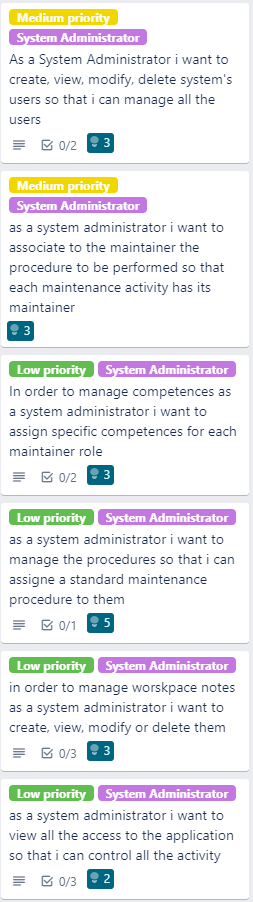 Medium priority
System Administrator
As a System Administrator i want to
create, view, modify, delete system's
users so that i can manage all the
users
0/2 3
Medium priority
System Administrator
as a system administrator i want to
associate to the maintainer the
procedure to be performed so that
each maintenance activity has its
maintainer
3
Low priority System Administrator
In order to manage competences as
a system administrator i want to
assign specific competences for each
maintainer role
0/2 3
Low priority System Administrator
as a system administrator i want to
manage the procedures so that i can
assigne a standard maintenance
procedure to them
0/1 5
Low priority System Administrator
in order to manage worskpace notes
as a system administrator i want to
create, view, modify or delete them
0/3 3
Low priority System Administrator
as a system administrator i want to
view all the access to the application
so that i can control all the activity
0/3 2